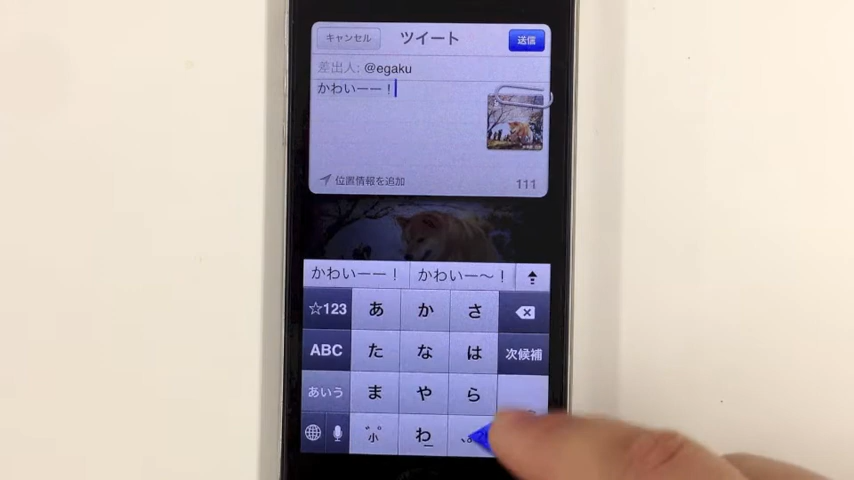 キャンセル ツイート 送信
差出人: @egaku
かわいーー！
位置情報を追加 111
かわいーー！ かわいー〜！
☆123 あ か さ
ABC た な は 次候補
あいう ま や ら
小 わ